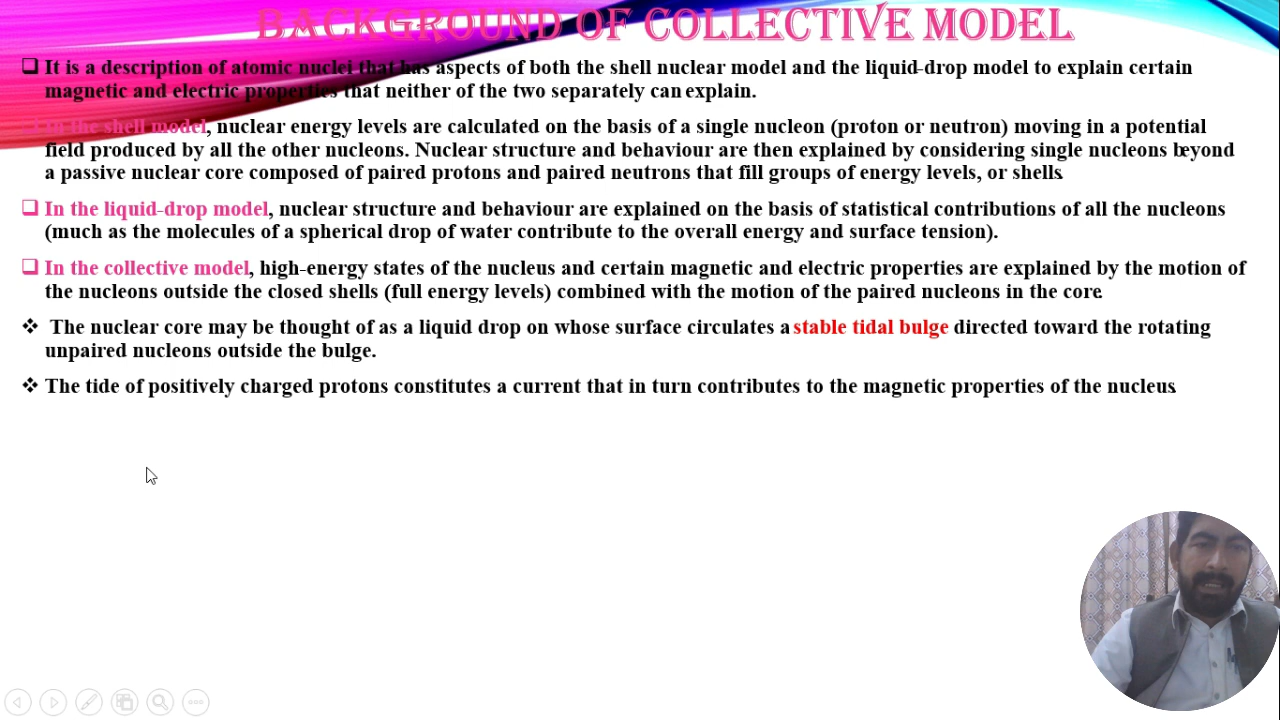 BACKGROUND OF COLLECTIVE MODEL
It is a description of atomic nuclei that has aspects of both the shell nuclear model and the liquid-drop model to explain certain
magnetic and electric properties that neither of the two separately can explain.
In the shell model, nuclear energy levels are calculated on the basis of a single nucleon (proton or neutron) moving in a potential
field produced by all the other nucleons. Nuclear structure and behaviour are then explained by considering single nucleons beyond
a passive nuclear core composed of paired protons and paired neutrons that fill groups of energy levels, or shells.
In the liquid-drop model, nuclear structure and behaviour are explained on the basis of statistical contributions of all the nucleons
(much as the molecules of a spherical drop of water contribute to the overall energy and surface tension).
In the collective model, high-energy states of the nucleus and certain magnetic and electric properties are explained by the motion of
the nucleons outside the closed shells (full energy levels) combined with the motion of the paired nucleons in the core.
The nuclear core may be thought of as a liquid drop on whose surface circulates a stable tidal bulge directed toward the rotating
unpaired nucleons outside the bulge.
The tide of positively charged protons constitutes a current that in turn contributes to the magnetic properties of the nucleus.